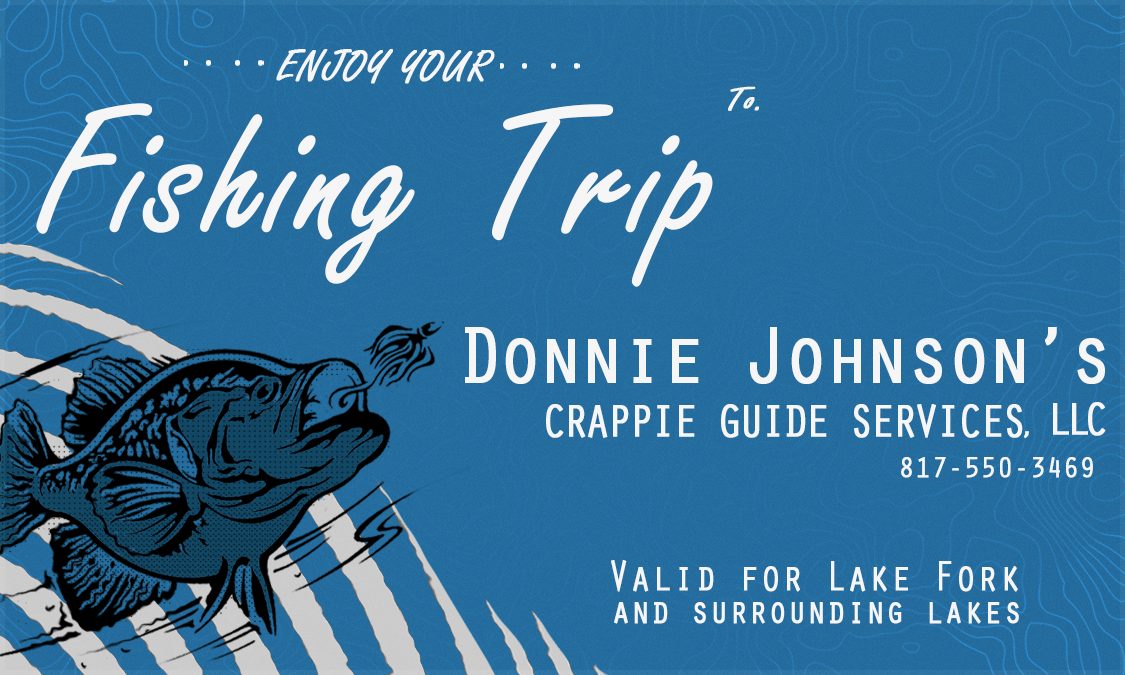 .... ENJOY YOUR ....
Fishing Trip To.
Donnie Johnson's
CRAPPIE GUIDE SERVICES, LLC
817-550-3469
Valid for Lake Fork
and surrounding lakes